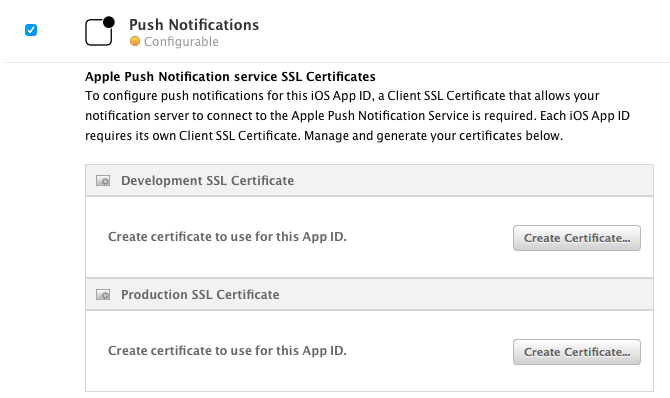 Push Notifications
Configurable
Apple Push Notification service SSL Certificates
To configure push notifications for this iOS App ID, a Client SSL Certificate that allows your
notification server to connect to the Apple Push Notification Service is required. Each iOS App ID
requires its own Client SSL Certificate. Manage and generate your certificates below.
Development SSL Certificate
Create certificate to use for this App ID.
Create Certificate...
Production SSL Certificate
Create certificate to use for this App ID.
Create Certificate...